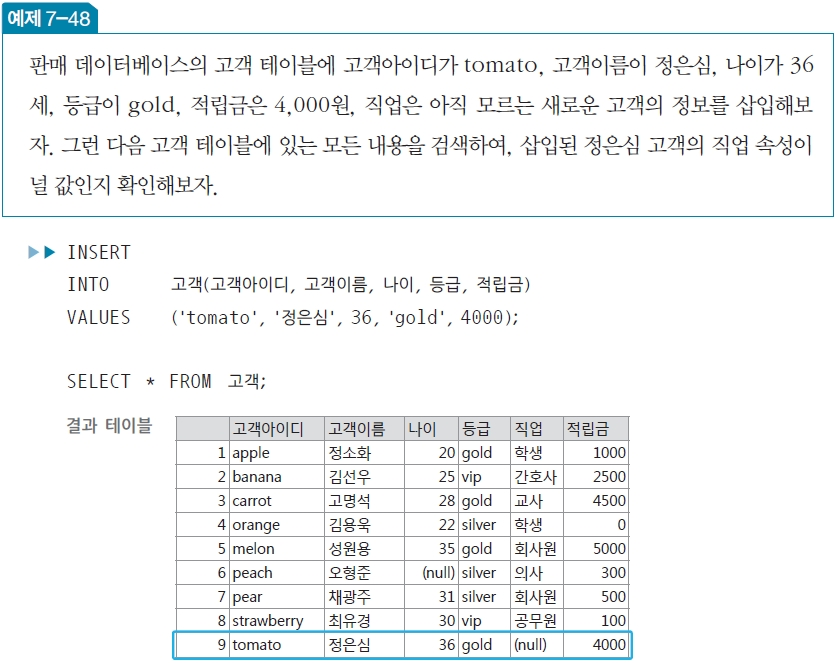 예제 7-48
판매 데이터베이스의 고객 테이블에 고객아이디가 tomato, 고객이름이 정은심, 나이가 36
세, 등급이 gold, 적립금은 4,000원, 직업은 아직 모르는 새로운 고객의 정보를 삽입해보
자. 그런 다음 고객 테이블에 있는 모든 내용을 검색하여, 삽입된 정은심 고객의 직업 속성이
널 값인지 확인해보자.
▶▶ INSERT
INTO 고객(고객아이디, 고객이름, 나이, 등급, 적립금)
VALUES ('tomato', '정은심', 36, 'gold', 4000);
SELECT * FROM 고객;
결과 테이블
고객아이디 고객이름 나이 등급 직업 적립금
1 apple 정소화 20 gold 학생 1000
2 banana 김선우 25 vip 간호사 2500
3 carrot 고명석 28 gold 교사 4500
4 orange 김용욱 22 silver 학생 0
5 melon 성원용 35 gold 회사원 5000
6 peach 오형준 (null) silver 의사 300
7 pear 채광주 31 silver 회사원 500
8 strawberry 최유경 30 vip 공무원 100
9 tomato 정은심 36 gold (null) 4000